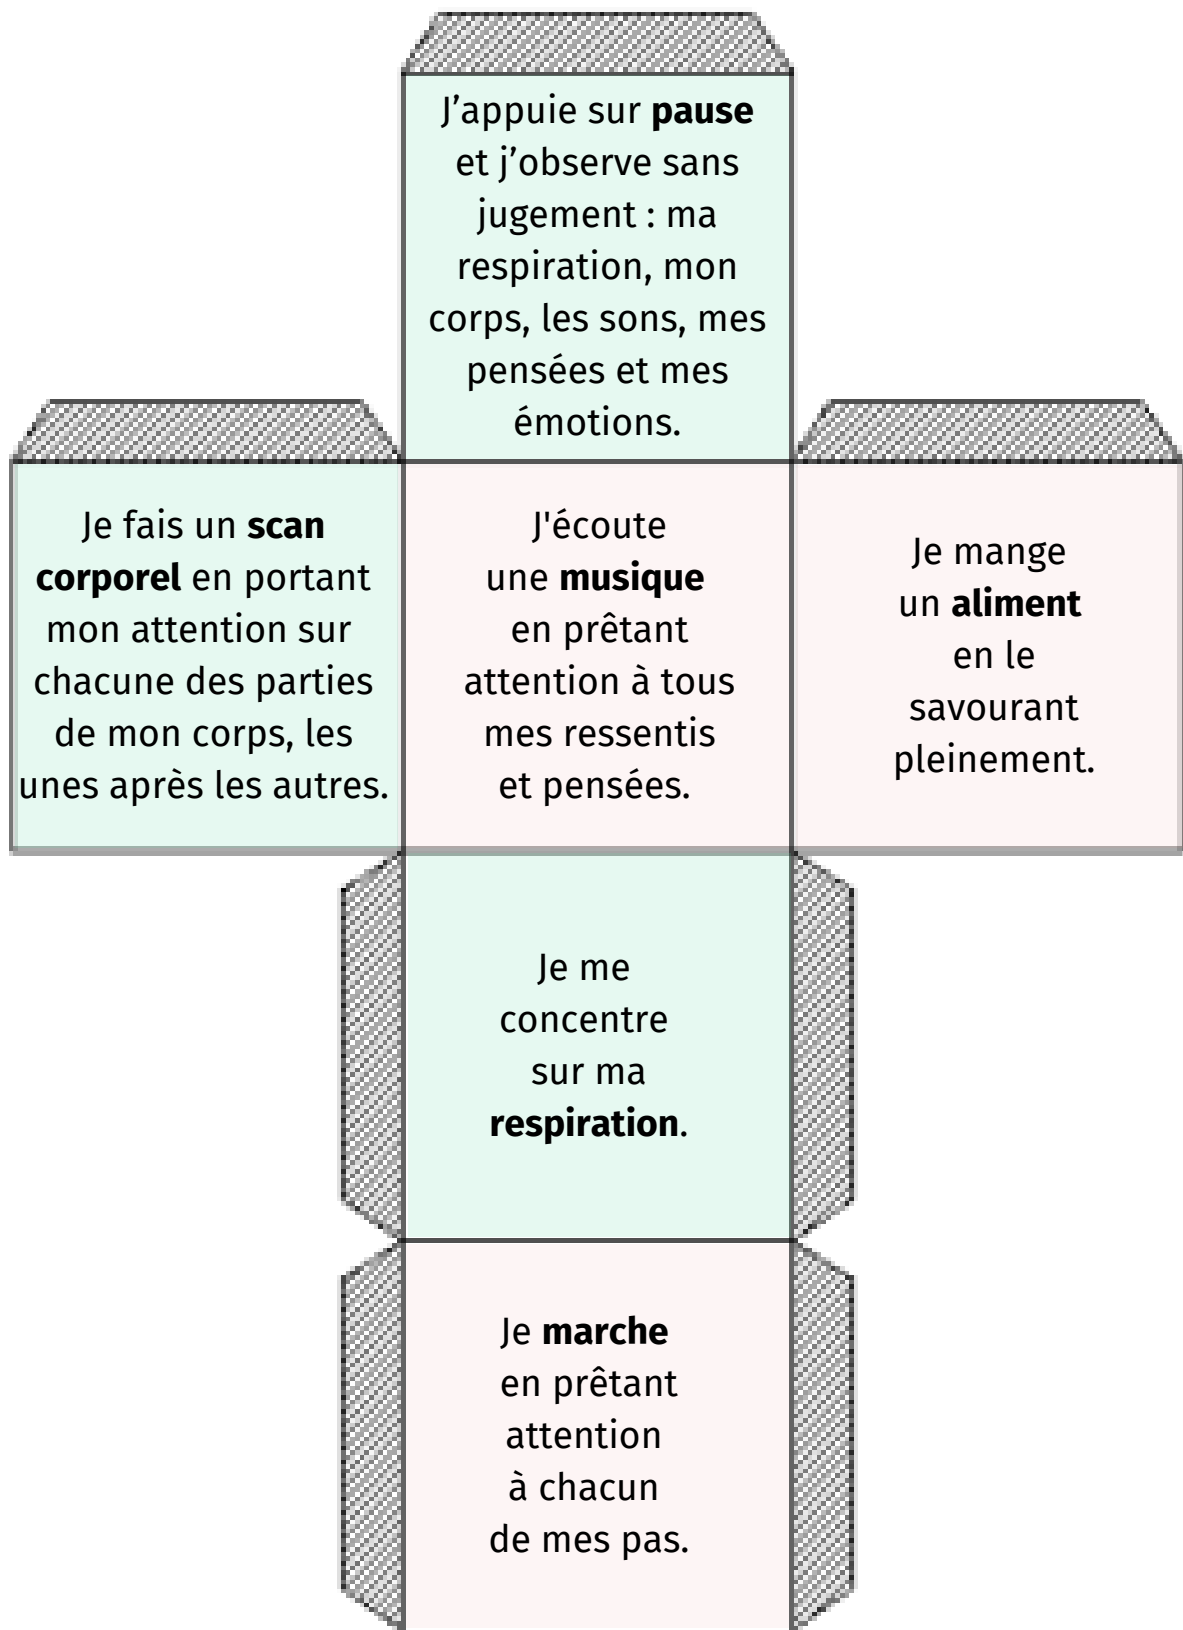 J’appuie sur pause
et j’observe sans
jugement : ma
respiration, mon
corps, les sons, mes
pensées et mes
émotions.
Je fais un scan
corporel en portant
mon attention sur
chacune des parties
de mon corps, les
unes après les autres.
J'écoute
une musique
en prêtant
attention à tous
mes ressentis
et pensées.
Je mange
un aliment
en le
savourant
pleinement.
Je me
concentre
sur ma
respiration.
Je marche
en prêtant
attention
à chacun
de mes pas.